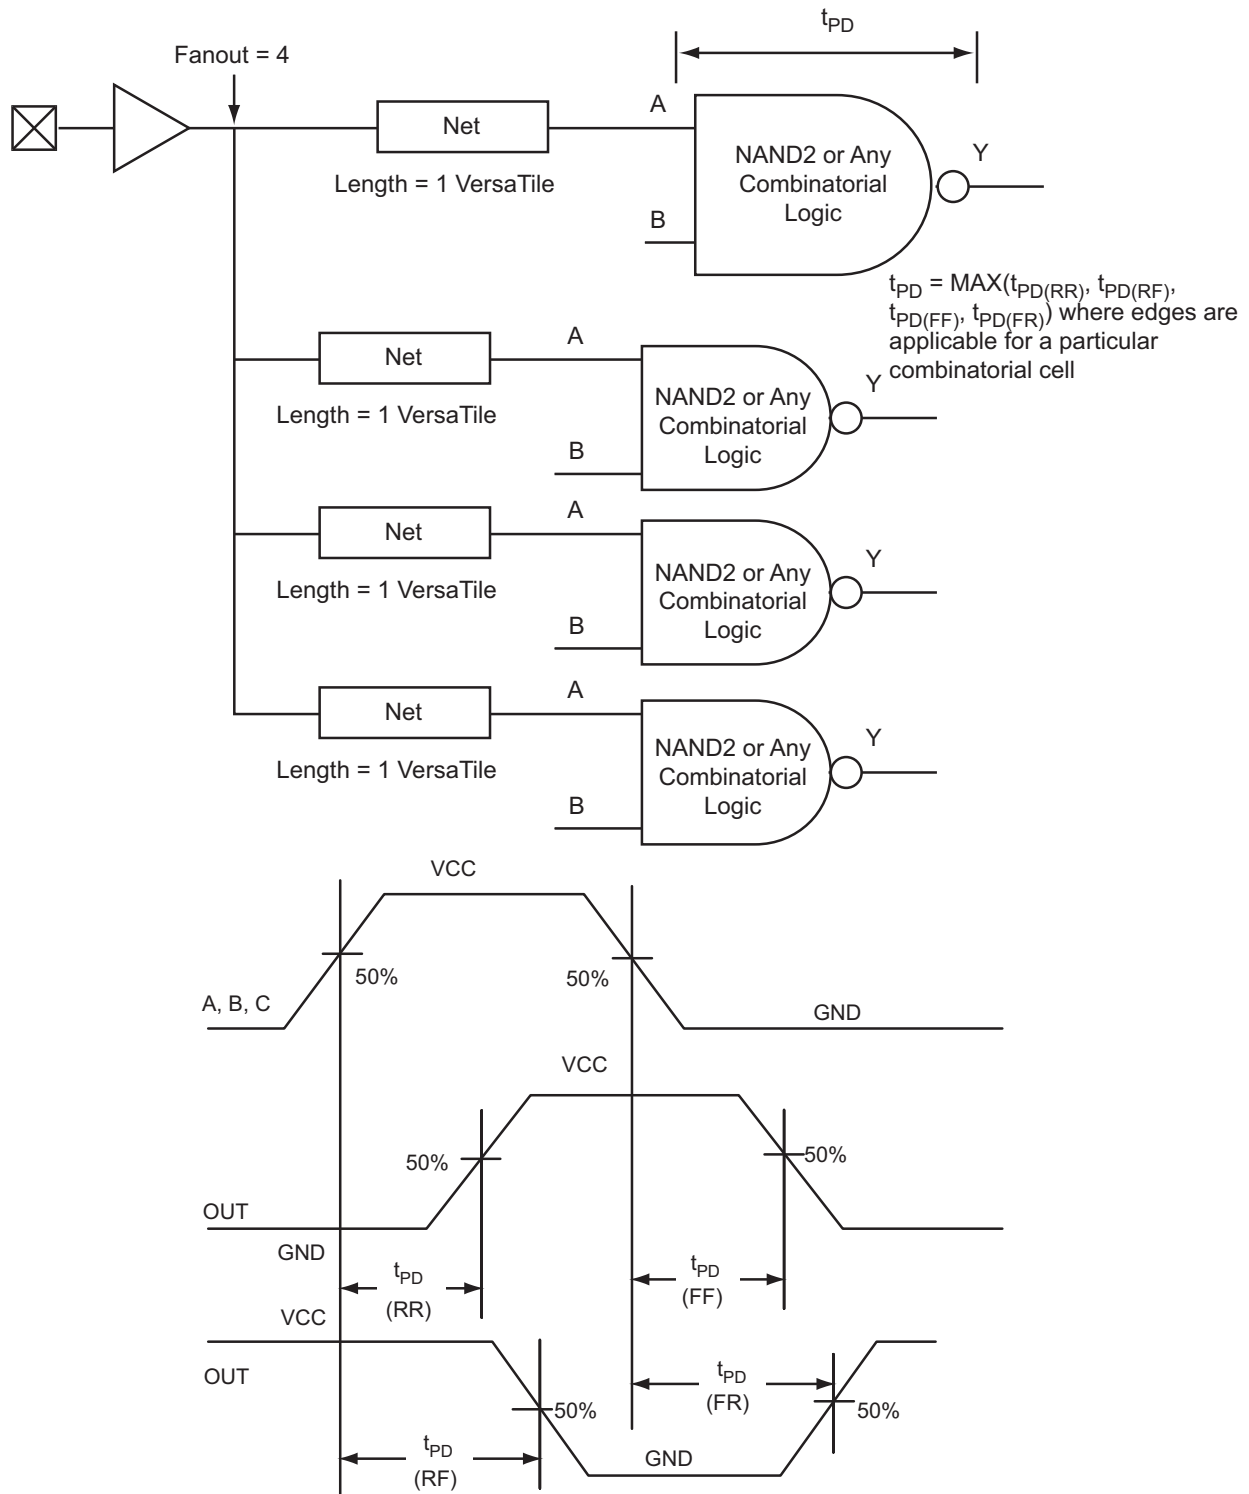 tPD
Fanout = 4
Net
Length = 1 VersaTile
A
B
NAND2 or Any
Combinatorial
Logic
Y
tPD = MAX(tPD(RR), tPD(RF),
tPD(FF), tPD(FR)) where edges are
applicable for a particular
combinatorial cell
Net
Length = 1 VersaTile
A
B
NAND2 or Any
Combinatorial
Logic
Y
Net
Length = 1 VersaTile
A
B
NAND2 or Any
Combinatorial
Logic
Y
Net
Length = 1 VersaTile
A
B
NAND2 or Any
Combinatorial
Logic
Y
VCC
50%
50%
A, B, C
GND
VCC
50%
50%
OUT
GND
tPD
(RR)
tPD
(FF)
VCC
OUT
tPD
(FR)
50%
50%
tPD
(RF)
GND